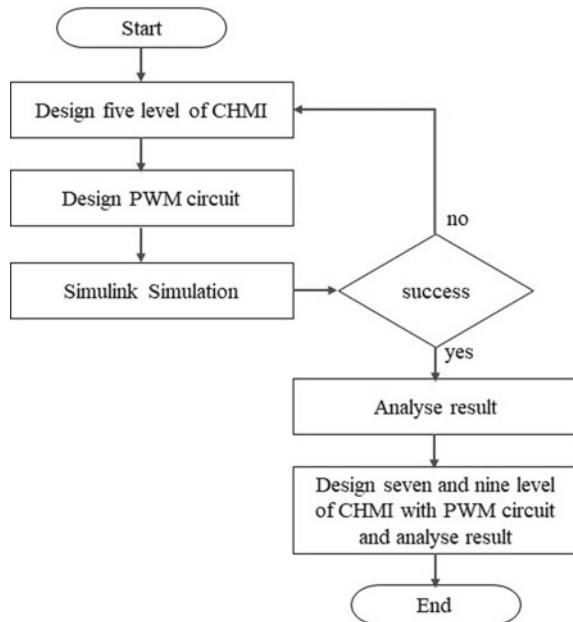 Start
Design five level of CHMI
Design PWM circuit
Simulink Simulation
no
success
yes
Analyse result
Design seven and nine level
of CHMI with PWM circuit
and analyse result
End